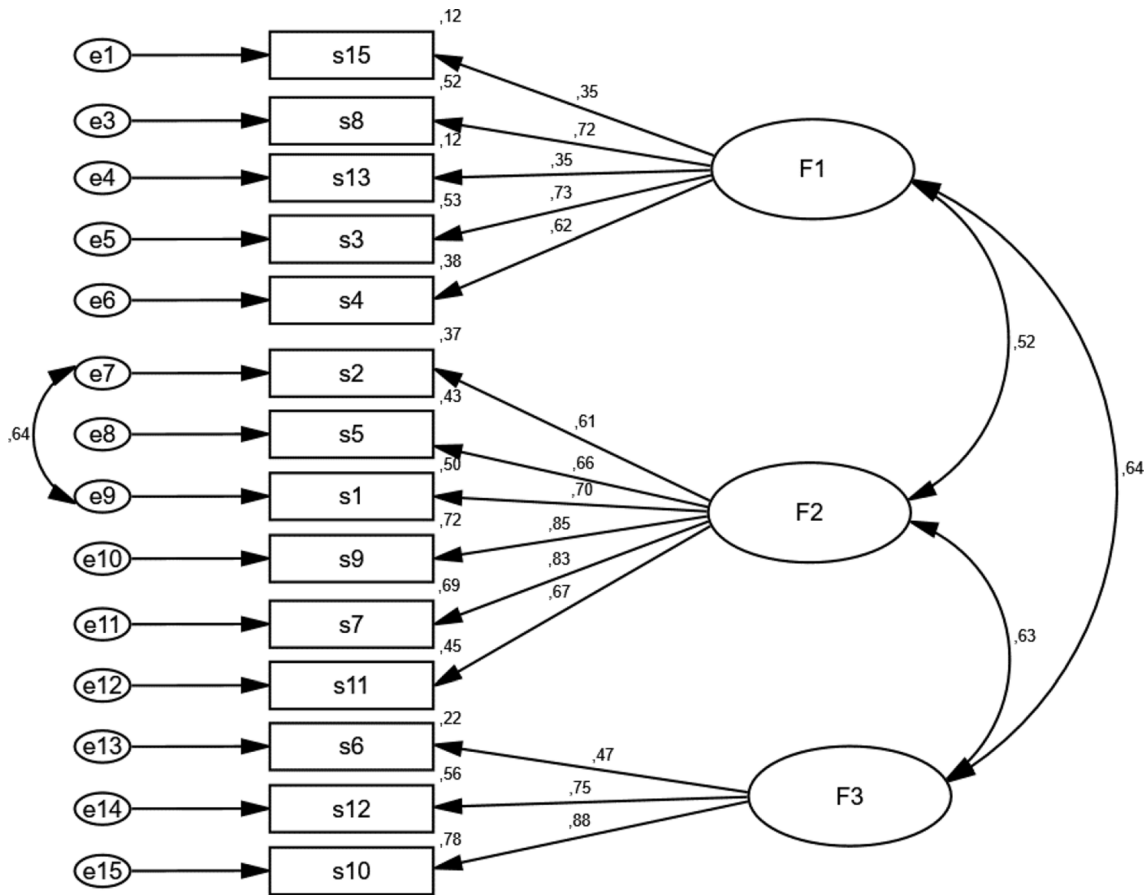 ,12
e1
s15
,52
,35
e3
s8
,72
,12
e4
s13
,35
F1
,53
,73
e5
s3
,62
,38
e6
s4
,37
,52
e7
s2
,43
,61
,64
e8
s5
,66
,50
,64
e9
s1
,70
F2
,72
,85
e10
s9
,83
,69
,67
e11
s7
,45
,63
e12
s11
,22
e13
s6
,47
,56
,75
e14
s12
F3
,88
,78
e15
s10